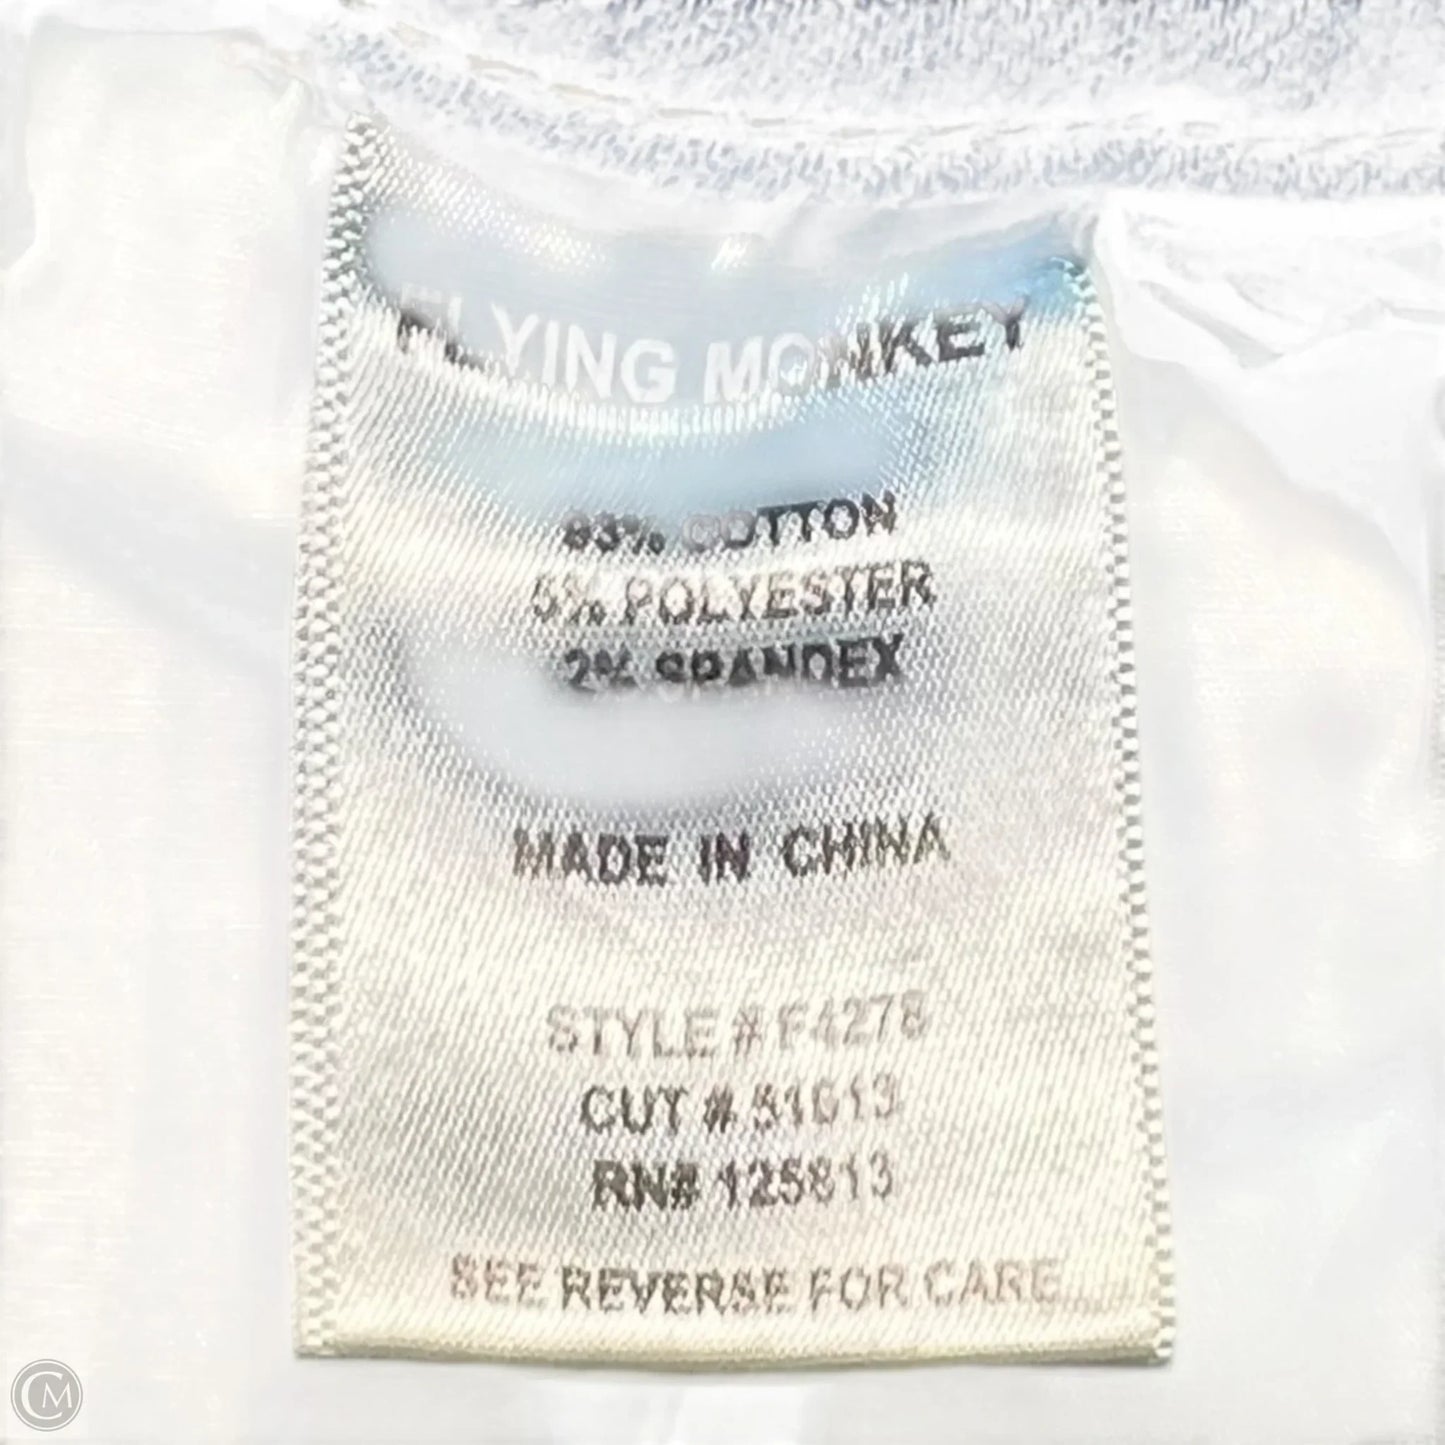 FLYING MONKEY
93% COTTON
5% POLYESTER
2% SPANDEX
MADE IN CHINA
STYLE # F4278
CUT #
RN# 125813
SEE REVERSE FOR CARE
CM